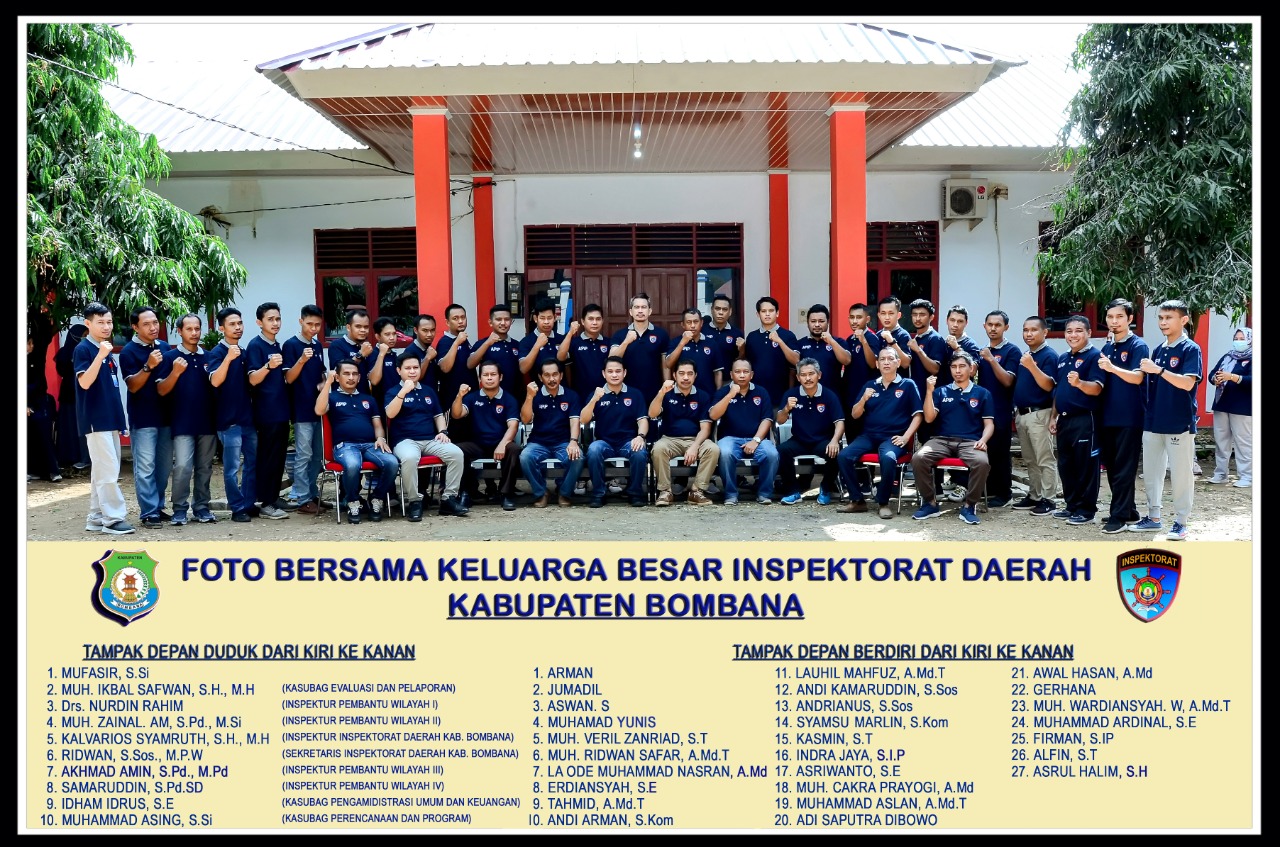 LG
APIP
APIP
APIP
APIP
APIP
KABUPATEN
BOMBANA
INSPEKTORAT
FOTO BERSAMA KELUARGA BESAR INSPEKTORAT DAERAH
KABUPATEN BOMBANA
TAMPAK DEPAN DUDUK DARI KIRI KE KANAN
1. MUFASIR, S.Si
2. MUH. IKBAL SAFWAN, S.H., M.H (KASUBAG EVALUASI DAN PELAPORAN)
3. Drs. NURDIN RAHIM (INSPEKTUR PEMBANTU WILAYAH I)
4. MUH. ZAINAL. AM, S.Pd., M.Si (INSPEKTUR PEMBANTU WILAYAH II)
5. KALVARIOS SYAMRUTH, S.H., M.H (INSPEKTUR INSPEKTORAT DAERAH KAB. BOMBANA)
6. RIDWAN, S.Sos., M.P.W (SEKRETARIS INSPEKTORAT DAERAH KAB. BOMBANA)
7. AKHMAD AMIN, S.Pd., M.Pd (INSPEKTUR PEMBANTU WILAYAH III)
8. SAMARUDDIN, S.Pd.SD (INSPEKTUR PEMBANTU WILAYAH IV)
9. IDHAM IDRUS, S.E (KASUBAG PENGAMIDISTRASI UMUM DAN KEUANGAN)
10. MUHAMMAD ASING, S.Si (KASUBAG PERENCANAAN DAN PROGRAM)
TAMPAK DEPAN BERDIRI DARI KIRI KE KANAN
1. ARMAN
2. JUMADIL
3. ASWAN. S
4. MUHAMAD YUNIS
5. MUH. VERIL ZANRIAD, S.T
6. MUH. RIDWAN SAFAR, A.Md.T
7. LA ODE MUHAMMAD NASRAN, A.Md
8. ERDIANSYAH, S.E
9. TAHMID, A.Md.T
10. ANDI ARMAN, S.Kom
11. LAUHIL MAHFUZ, A.Md.T
12. ANDI KAMARUDDIN, S.Sos
13. ANDRIANUS, S.Sos
14. SYAMSU MARLIN, S.Kom
15. KASMIN, S.T
16. INDRA JAYA, S.I.P
17. ASRIWANTO, S.E
18. MUH. CAKRA PRAYOGI, A.Md
19. MUHAMMAD ASLAN, A.Md.T
20. ADI SAPUTRA DIBOWO
21. AWAL HASAN, A.Md
22. GERHANA
23. MUH. WARDIANSYAH. W, A.Md.T
24. MUHAMMAD ARDINAL, S.E
25. FIRMAN, S.IP
26. ALFIN, S.T
27. ASRUL HALIM, S.H